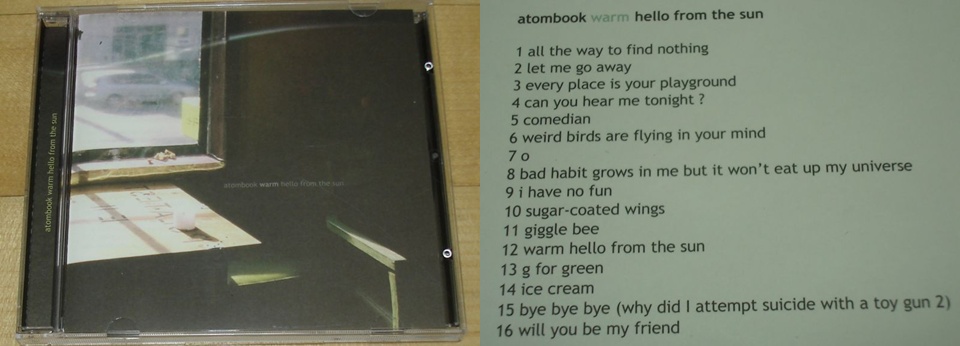 atombook warm hello from the sun
atombook warm hello from the sun
atombook warm hello from the sun
1 all the way to find nothing
2 let me go away
3 every place is your playground
4 can you hear me tonight ?
5 comedian
6 weird birds are flying in your mind
7 o
8 bad habit grows in me but it won't eat up my universe
9 i have no fun
10 sugar-coated wings
11 giggle bee
12 warm hello from the sun
13 g for green
14 ice cream
15 bye bye bye (why did I attempt suicide with a toy gun 2)
16 will you be my friend